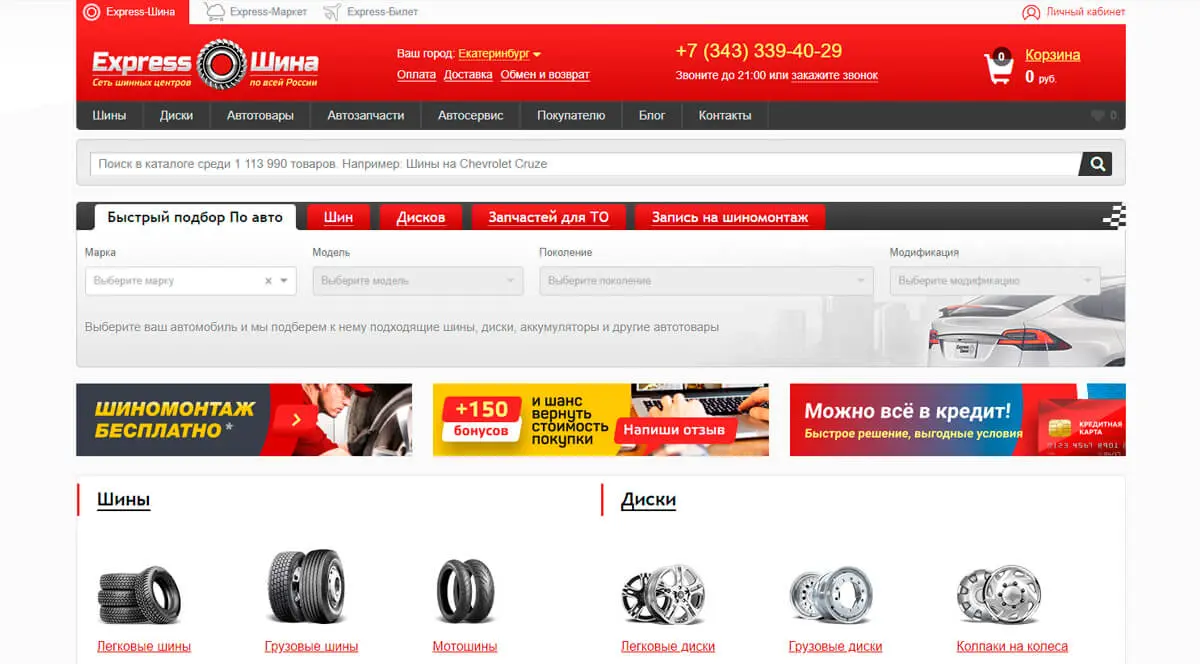 Express-Шина Express-Маркет Express-Билет Личный кабинет
Express Шина
Сеть шинных центров по всей России
Ваш город: Екатеринбург
Оплата Доставка Обмен и возврат
+7 (343) 339-40-29
Звоните до 21:00 или закажите звонок
0
Корзина
0 руб.
Шины Диски Автотовары Автозапчасти Автосервис Покупателю Блог Контакты 0
Поиск в каталоге среди 1 113 990 товаров. Например: Шины на Chevrolet Cruze
Быстрый подбор По авто Шин Дисков Запчастей для ТО Запись на шиномонтаж
Марка Модель Поколение Модификация
Выберите марку × Выберите модель Выберите поколение Выберите модификацию
Выберите ваш автомобиль и мы подберем к нему подходящие шины, диски, аккумуляторы и другие автотовары
Express Шина
ШИНОМОНТАЖ
БЕСПЛАТНО*
+150
бонусов
и шанс
вернуть
стоимость
покупки
Напиши отзыв
Можно всё в кредит!
Быстрое решение, выгодные условия
КРЕДИТНАЯ
КАРТА
0123 4567 8901
Шины Диски
Легковые шины Грузовые шины Мотошины Легковые диски Грузовые диски Колпаки на колеса